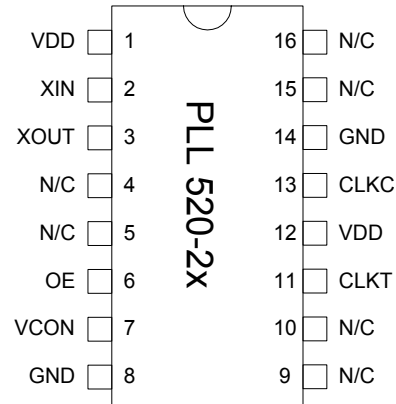 VDD 1 16 N/C
XIN 2 15 N/C
XOUT 3 14 GND
N/C 4 13 CLKC
N/C 5 12 VDD
OE 6 11 CLKT
VCON 7 10 N/C
GND 8 9 N/C
PLL 520-2x